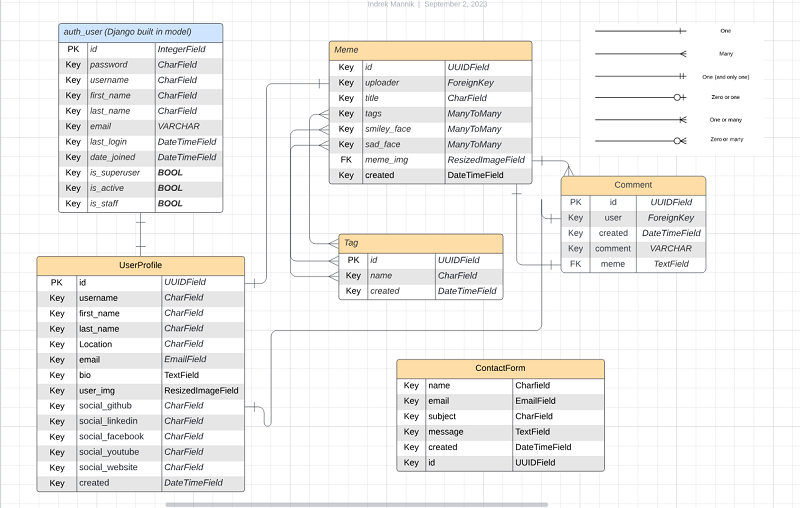 Indrek Mannik | September 2, 2023
auth_user (Django built in model)
PK id IntegerField
Key password CharField
Key username CharField
Key first_name CharField
Key last_name CharField
Key email VARCHAR
Key last_login DateTimeField
Key date_joined DateTimeField
Key is_superuser BOOL
Key is_active BOOL
Key is_staff BOOL
Meme
Key id UUIDField
Key uploader ForeignKey
Key title CharField
Key tags ManyToMany
Key smiley_face ManyToMany
Key sad_face ManyToMany
FK meme_img ResizedImageField
Key created DateTimeField
One
Many
One (and only one)
Zero or one
One or many
Zero or many
Comment
PK id UUIDField
Key user ForeignKey
Key created DateTimeField
Key comment VARCHAR
FK meme TextField
Tag
PK id UUIDField
Key name CharField
Key created DateTimeField
UserProfile
PK id UUIDField
Key username CharField
Key first_name CharField
Key last_name CharField
Key Location CharField
Key email EmailField
Key bio TextField
Key user_img ResizedImageField
Key social_github CharField
Key social_linkedin CharField
Key social_facebook CharField
Key social_youtube CharField
Key social_website CharField
Key created DateTimeField
ContactForm
Key name Charfield
Key email EmailField
Key subject CharField
Key message TextField
Key created DateTimeField
Key id UUIDField